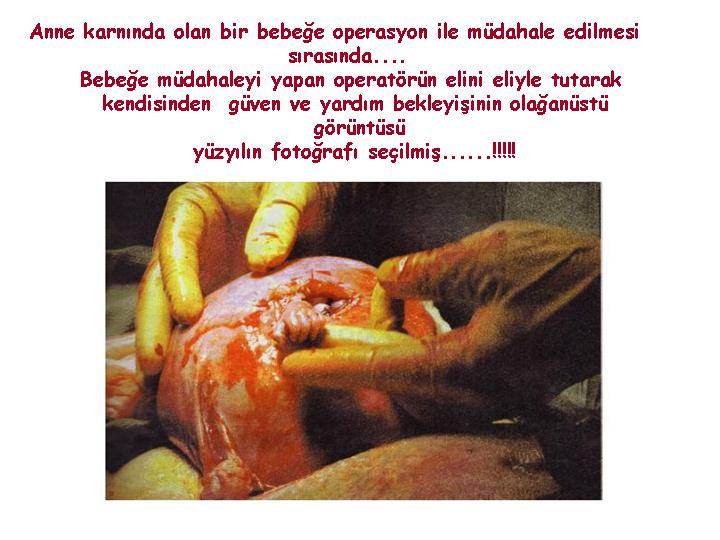 Anne karnında olan bir bebeğe operasyon ile müdahale edilmesi
sırasında....
Bebeğe müdahaleyi yapan operatörün elini eliyle tutarak
kendisinden güven ve yardım bekleyişinin olağanüstü
görüntüsü
yüzyılın fotoğrafı seçilmiş......!!!!!